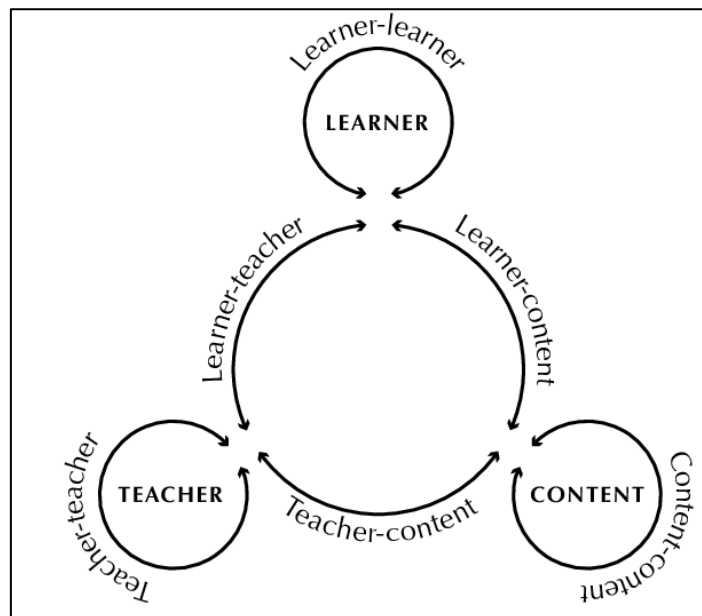 Learner-learner
LEARNER
Learner-teacher
Learner-content
Teacher-teacher
TEACHER
Teacher-content
CONTENT
Content-content